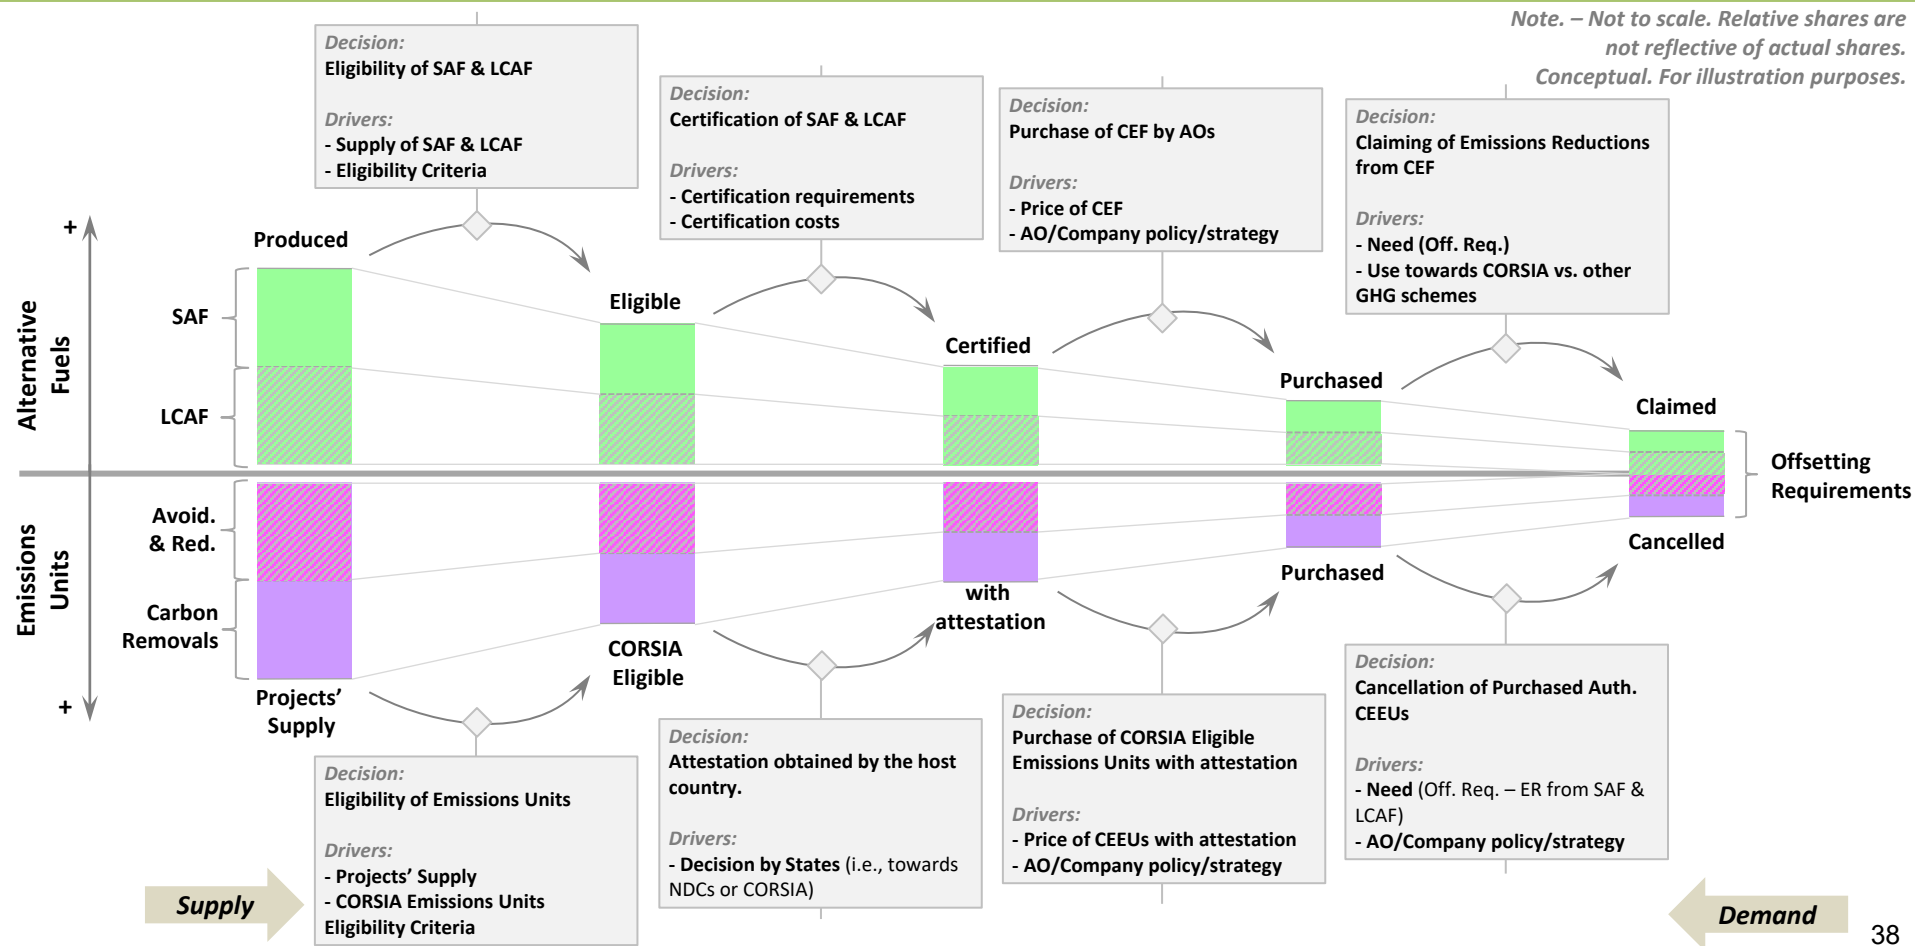 Note. – Not to scale. Relative shares are
not reflective of actual shares.
Conceptual. For illustration purposes.
Decision:
Eligibility of SAF & LCAF
Drivers:
- Supply of SAF & LCAF
- Eligibility Criteria
Decision:
Certification of SAF & LCAF
Drivers:
- Certification requirements
- Certification costs
Decision:
Purchase of CEF by AOs
Drivers:
- Price of CEF
- AO/Company policy/strategy
Decision:
Claiming of Emissions Reductions
from CEF
Drivers:
- Need (Off. Req.)
- Use towards CORSIA vs. other
GHG schemes
+
Alternative
Fuels
SAF
LCAF
Produced
Eligible
Certified
Purchased
Claimed
Offsetting
Requirements
Emissions
Units
+
Avoid.
& Red.
Carbon
Removals
Projects’
Supply
CORSIA
Eligible
with
attestation
Purchased
Cancelled
Decision:
Eligibility of Emissions Units
Drivers:
- Projects’ Supply
- CORSIA Emissions Units
Eligibility Criteria
Decision:
Attestation obtained by the host
country.
Drivers:
- Decision by States (i.e., towards
NDCs or CORSIA)
Decision:
Purchase of CORSIA Eligible
Emissions Units with attestation
Drivers:
- Price of CEEUs with attestation
- AO/Company policy/strategy
Decision:
Cancellation of Purchased Auth.
CEEUs
Drivers:
- Need (Off. Req. – ER from SAF &
LCAF)
- AO/Company policy/strategy
Supply
Demand
38